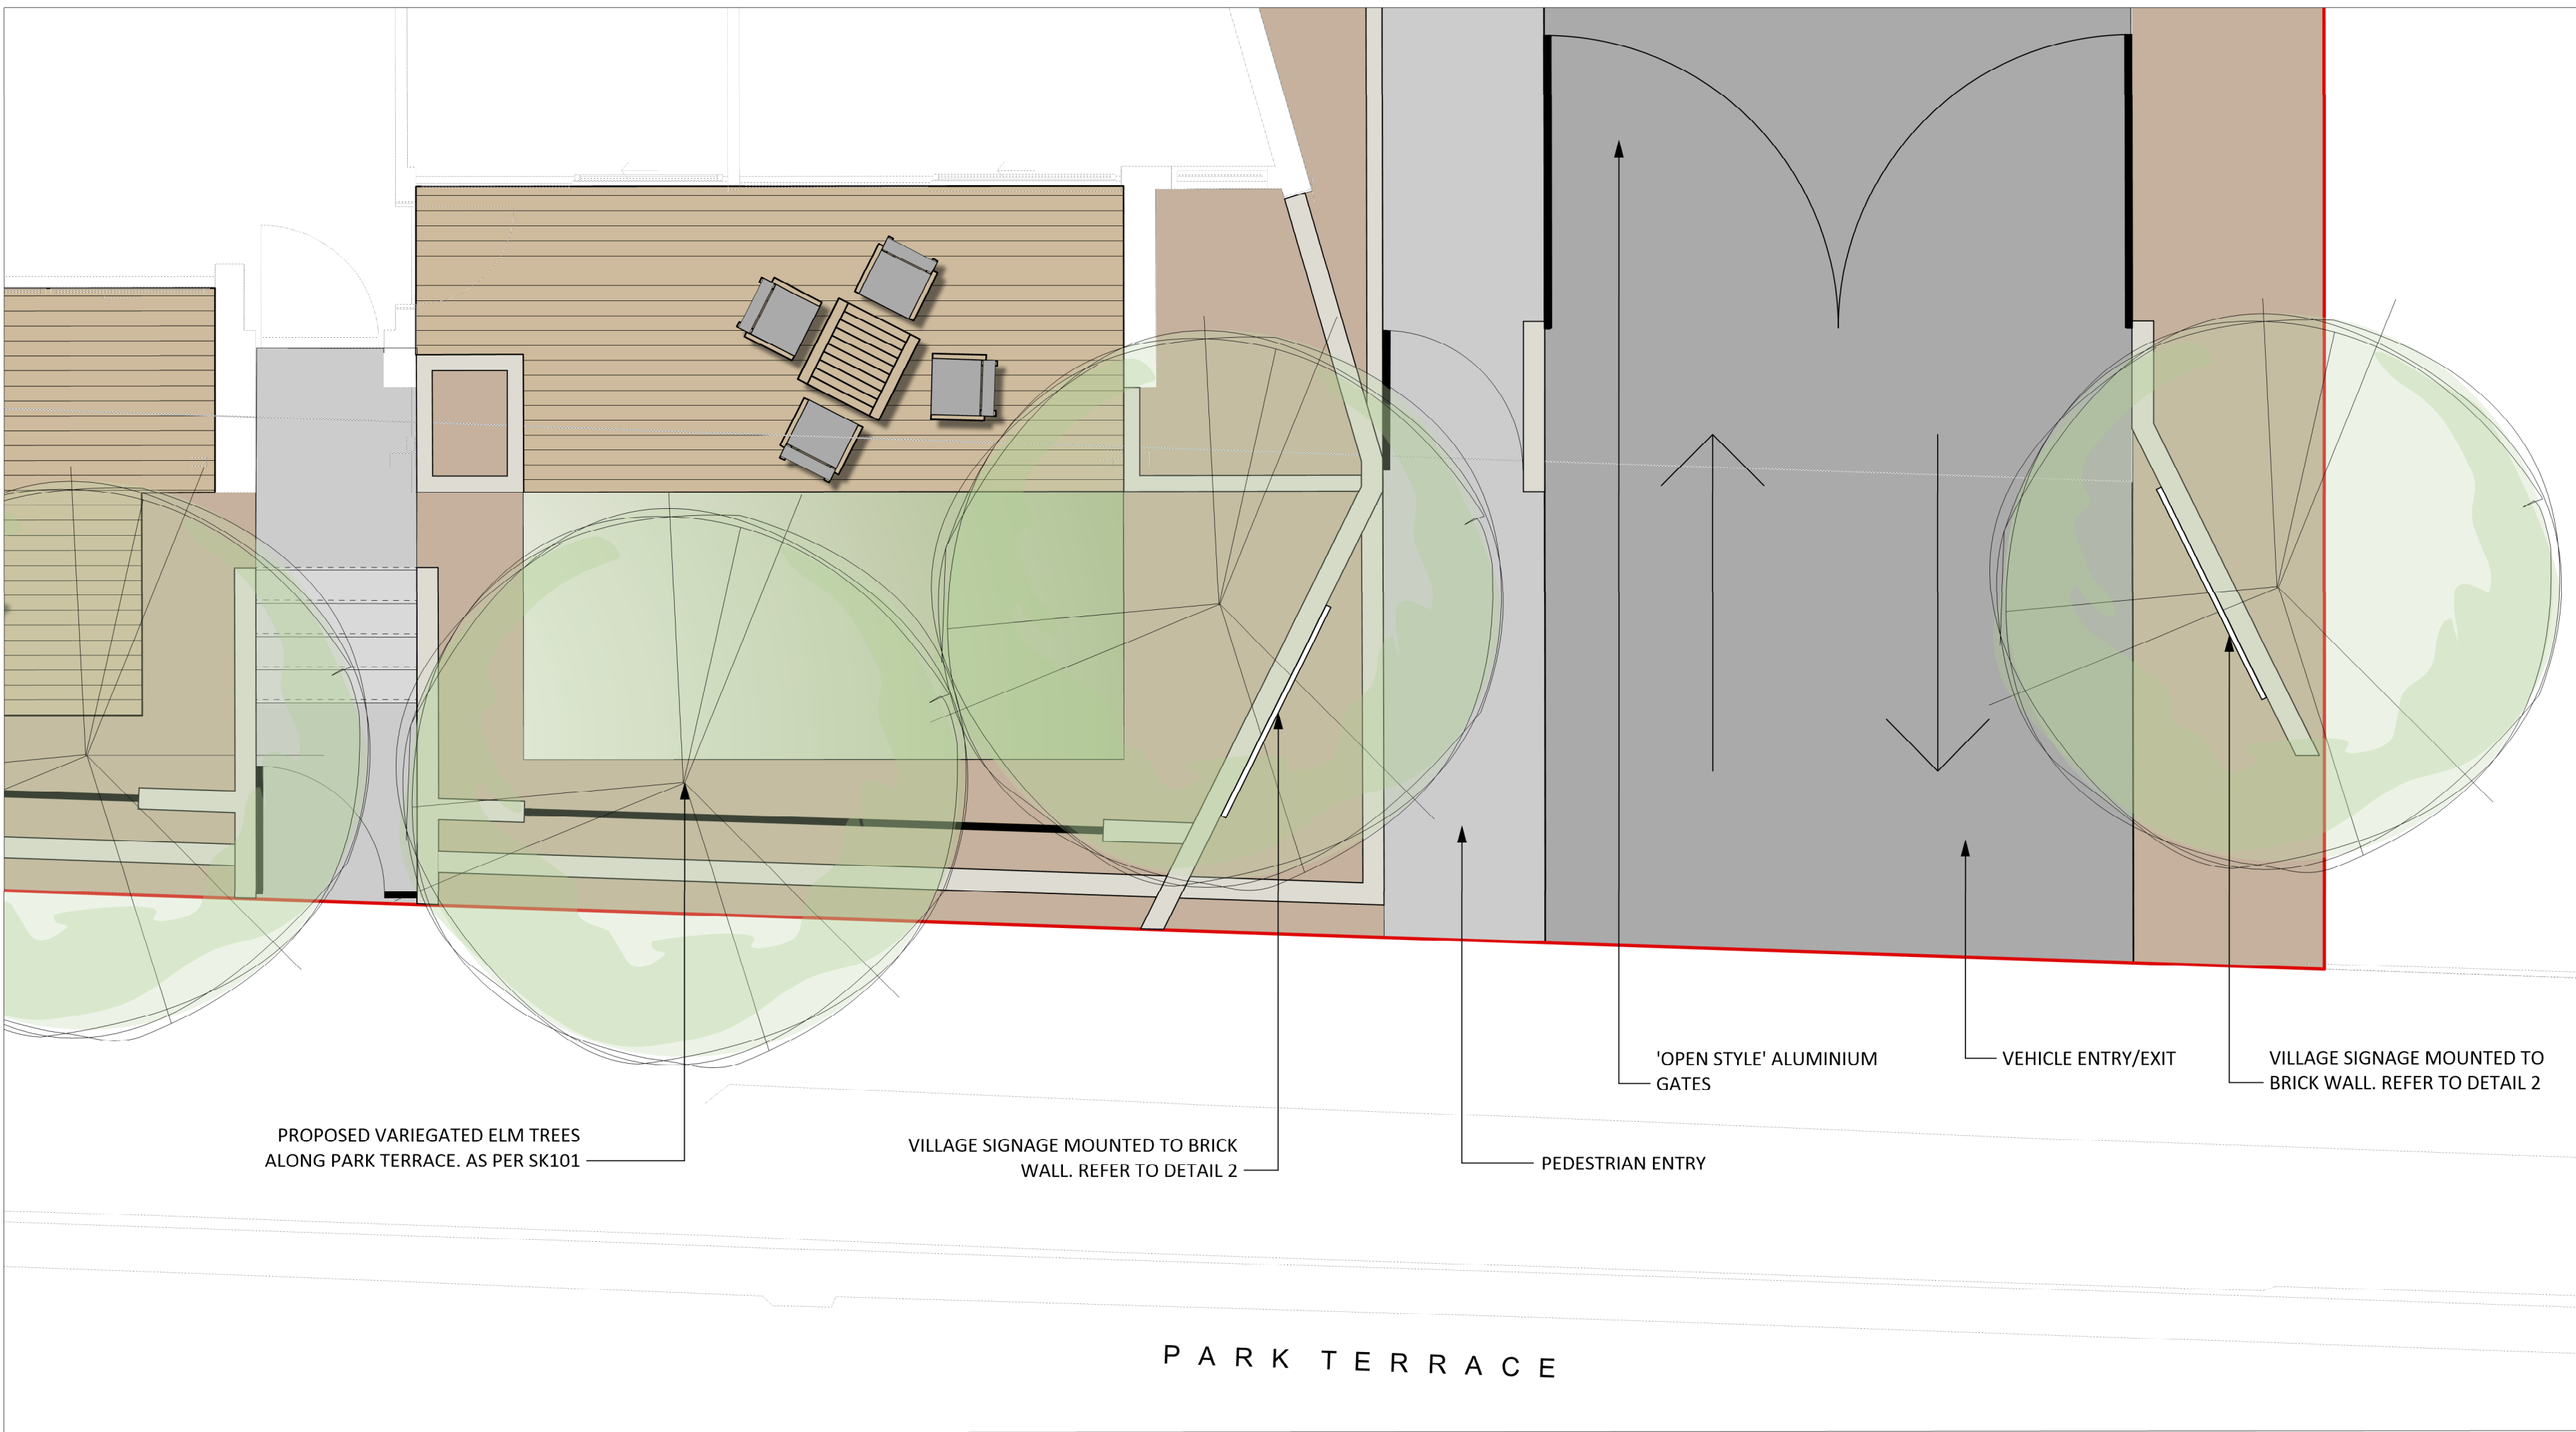 'OPEN STYLE' ALUMINIUM
GATES
VEHICLE ENTRY/EXIT
VILLAGE SIGNAGE MOUNTED TO
BRICK WALL. REFER TO DETAIL 2
PROPOSED VARIEGATED ELM TREES
ALONG PARK TERRACE. AS PER SK101
VILLAGE SIGNAGE MOUNTED TO BRICK
WALL. REFER TO DETAIL 2
PEDESTRIAN ENTRY
PARK TERRACE